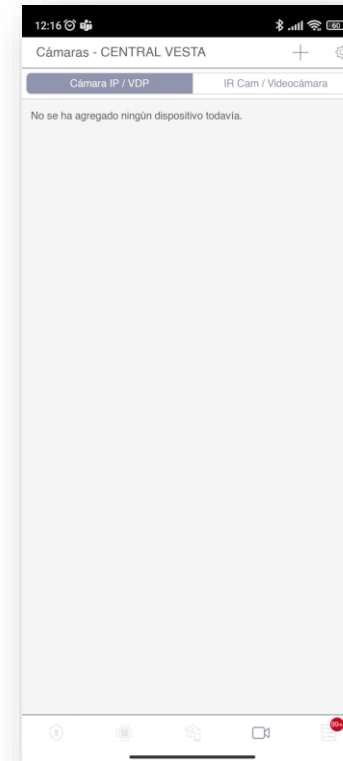 12:16
60
Cámaras - CENTRAL VESTA
Cámara IP / VDP
IR Cam / Videocámara
No se ha agregado ningún dispositivo todavía.
99+